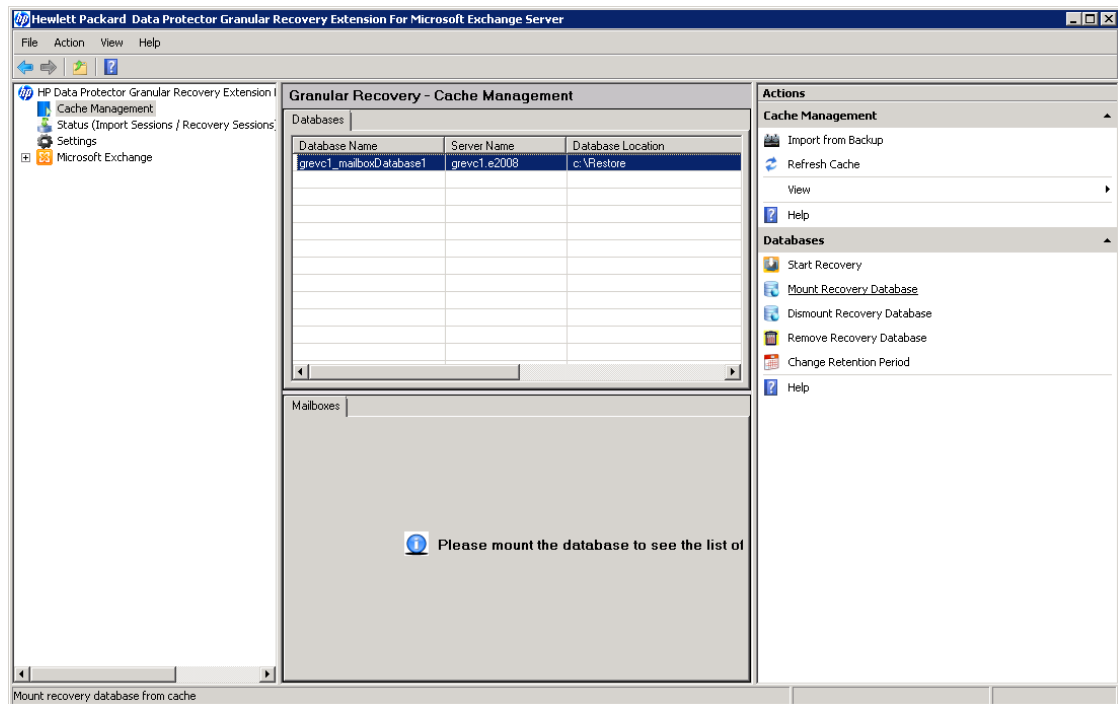 Hewlett Packard Data Protector Granular Recovery Extension For Microsoft Exchange Server
File Action View Help
HP Data Protector Granular Recovery Extension
Cache Management
Status (Import Sessions / Recovery Sessions)
Settings
Microsoft Exchange
Granular Recovery - Cache Management
Databases
Database Name Server Name Database Location
grevc1_mailboxDatabase1 grevc1.e2008 c:\Restore
Mailboxes
Please mount the database to see the list of
Actions
Cache Management
Import from Backup
Refresh Cache
View
Help
Databases
Start Recovery
Mount Recovery Database
Dismount Recovery Database
Remove Recovery Database
Change Retention Period
Help
Mount recovery database from cache